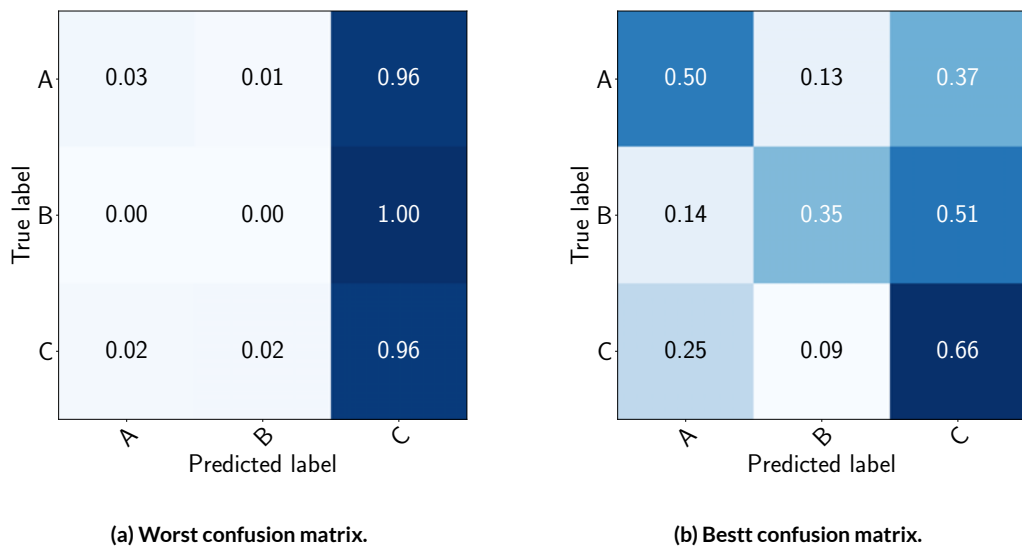 A 0.03 0.01 0.96
True label
B 0.00 0.00 1.00
C 0.02 0.02 0.96
A B C
Predicted label
(a) Worst confusion matrix.
A 0.50 0.13 0.37
True label
B 0.14 0.35 0.51
C 0.25 0.09 0.66
A B C
Predicted label
(b) Bestt confusion matrix.